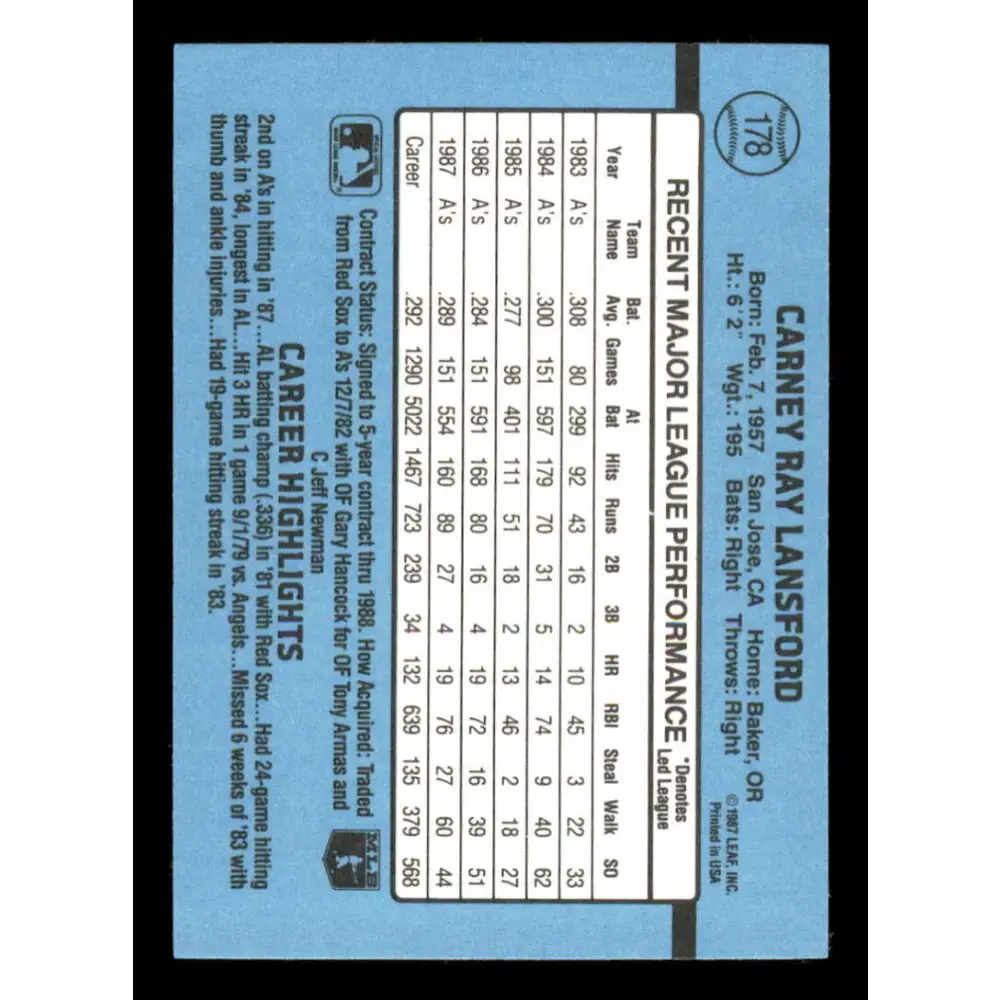 178
CARNEY RAY LANSFORD
Born: Feb. 7, 1957 San Jose, CA Home: Baker, OR
Ht.: 6'2" Wgt.: 195 Bats: Right Throws: Right
© 1987 LEAF, INC.
Printed in USA
RECENT MAJOR LEAGUE PERFORMANCE
*Denotes
Led League
Year Team Name Bat. Avg. Games At Bat Hits Runs 2B 3B HR RBI Steal Walk SO
1983 A's .308 80 299 92 43 16 2 10 45 3 22 33
1984 A's .300 151 597 179 70 31 5 14 74 9 40 62
1985 A's .277 98 401 111 51 18 2 13 46 2 18 27
1986 A's .284 151 591 168 80 16 4 19 72 16 39 51
1987 A's .289 151 554 160 89 27 4 19 76 27 60 44
Career .292 1290 5022 1467 723 239 34 132 639 135 379 568
Contract Status: Signed to 5-year contract thru 1988. How Acquired: Traded
from Red Sox to A's 12/7/82 with OF Gary Hancock for OF Tony Armas and
C Jeff Newman
MLB
CAREER HIGHLIGHTS
2nd on A's in hitting in '87...AL batting champ (.336) in '81 with Red Sox...Had 24-game hitting
streak in '84, longest in AL...Hit 3 HR in 1 game 9/1/79 vs. Angels...Missed 6 weeks of '83 with
thumb and ankle injuries...Had 19-game hitting streak in '83.